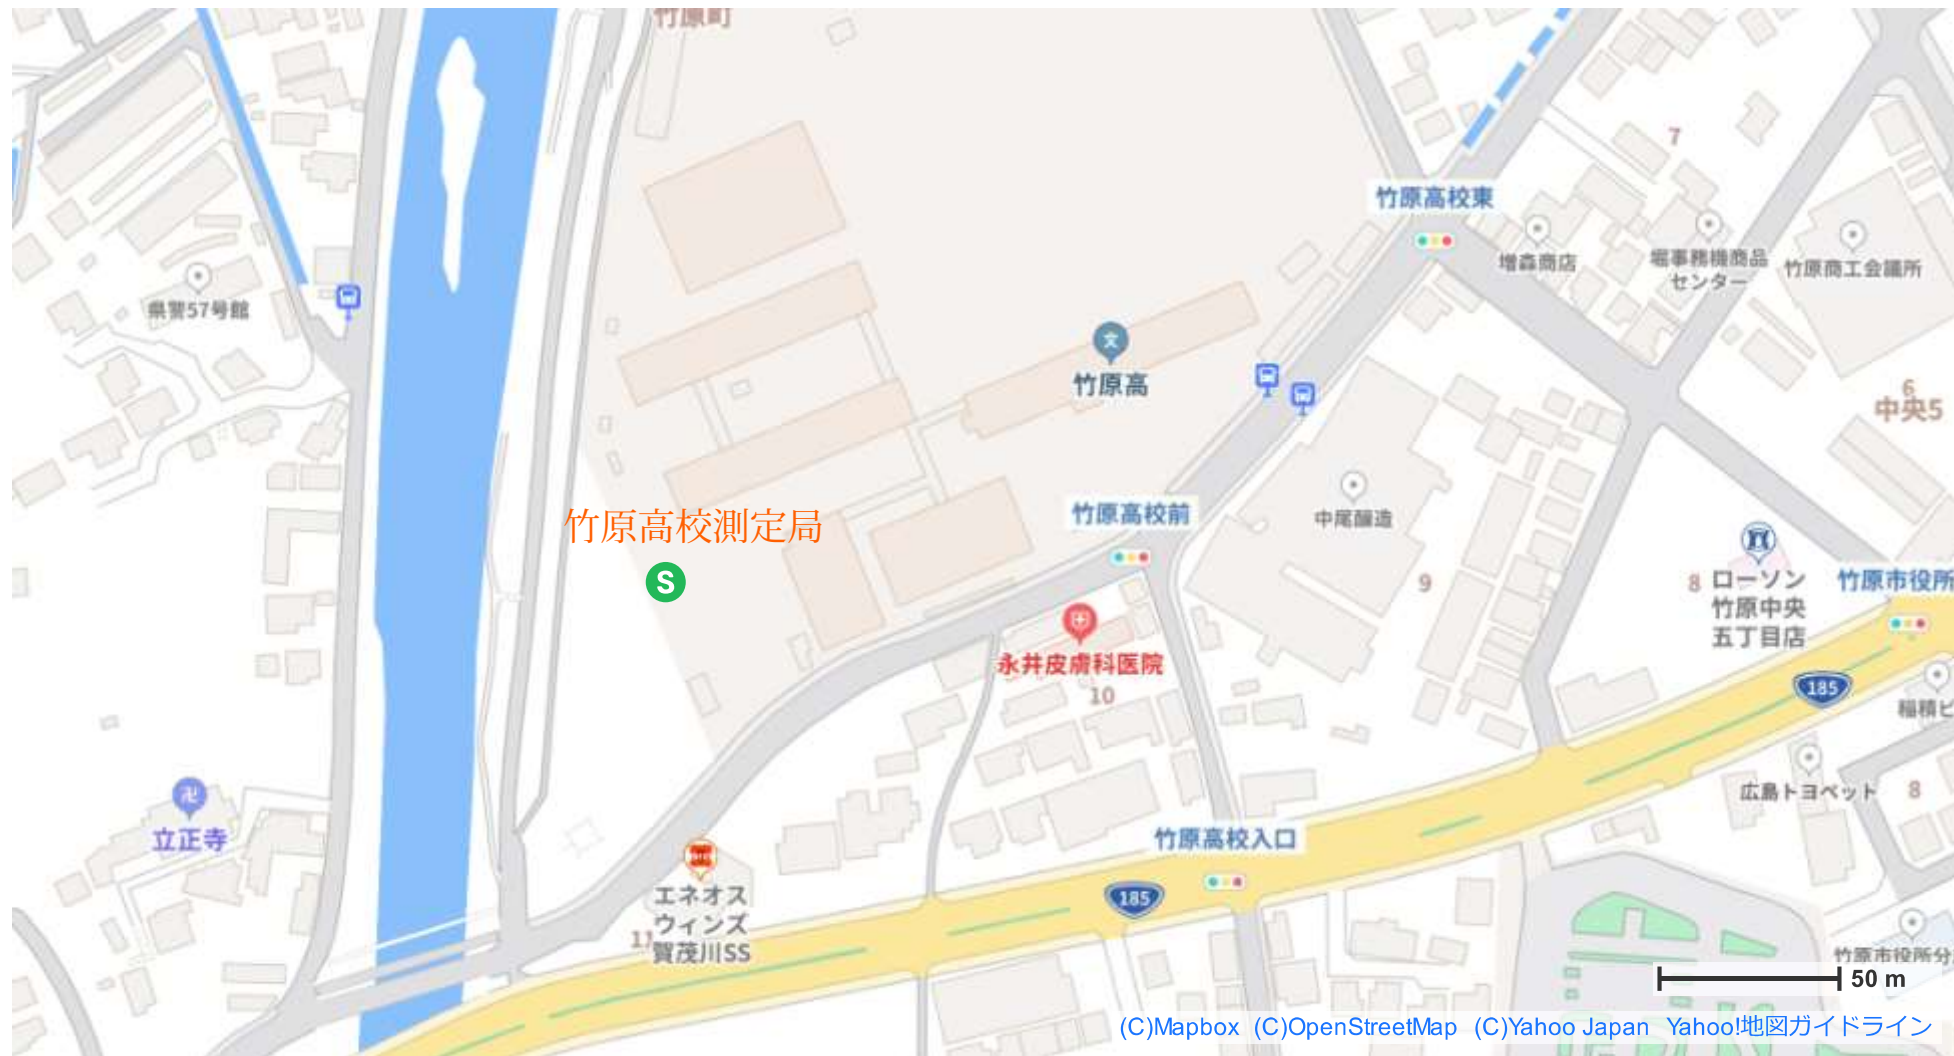 竹原町
竹原高校東
7
増森商店
堀事務機商品
センター
竹原商工会議所
県警57号館
文
竹原高
6
中央5
竹原高校測定局
S
竹原高校前
中尾醸造
9
8
ローソン
竹原中央
五丁目店
竹原市役所
永井皮膚科医院
10
185
稲積ビ
広島トヨペット
8
卍
立正寺
竹原高校入口
185
エネオス
ウィンズ
賀茂川SS
11
竹原市役所分
50 m
(C)Mapbox (C)OpenStreetMap (C)Yahoo Japan Yahoo!地図ガイドライン